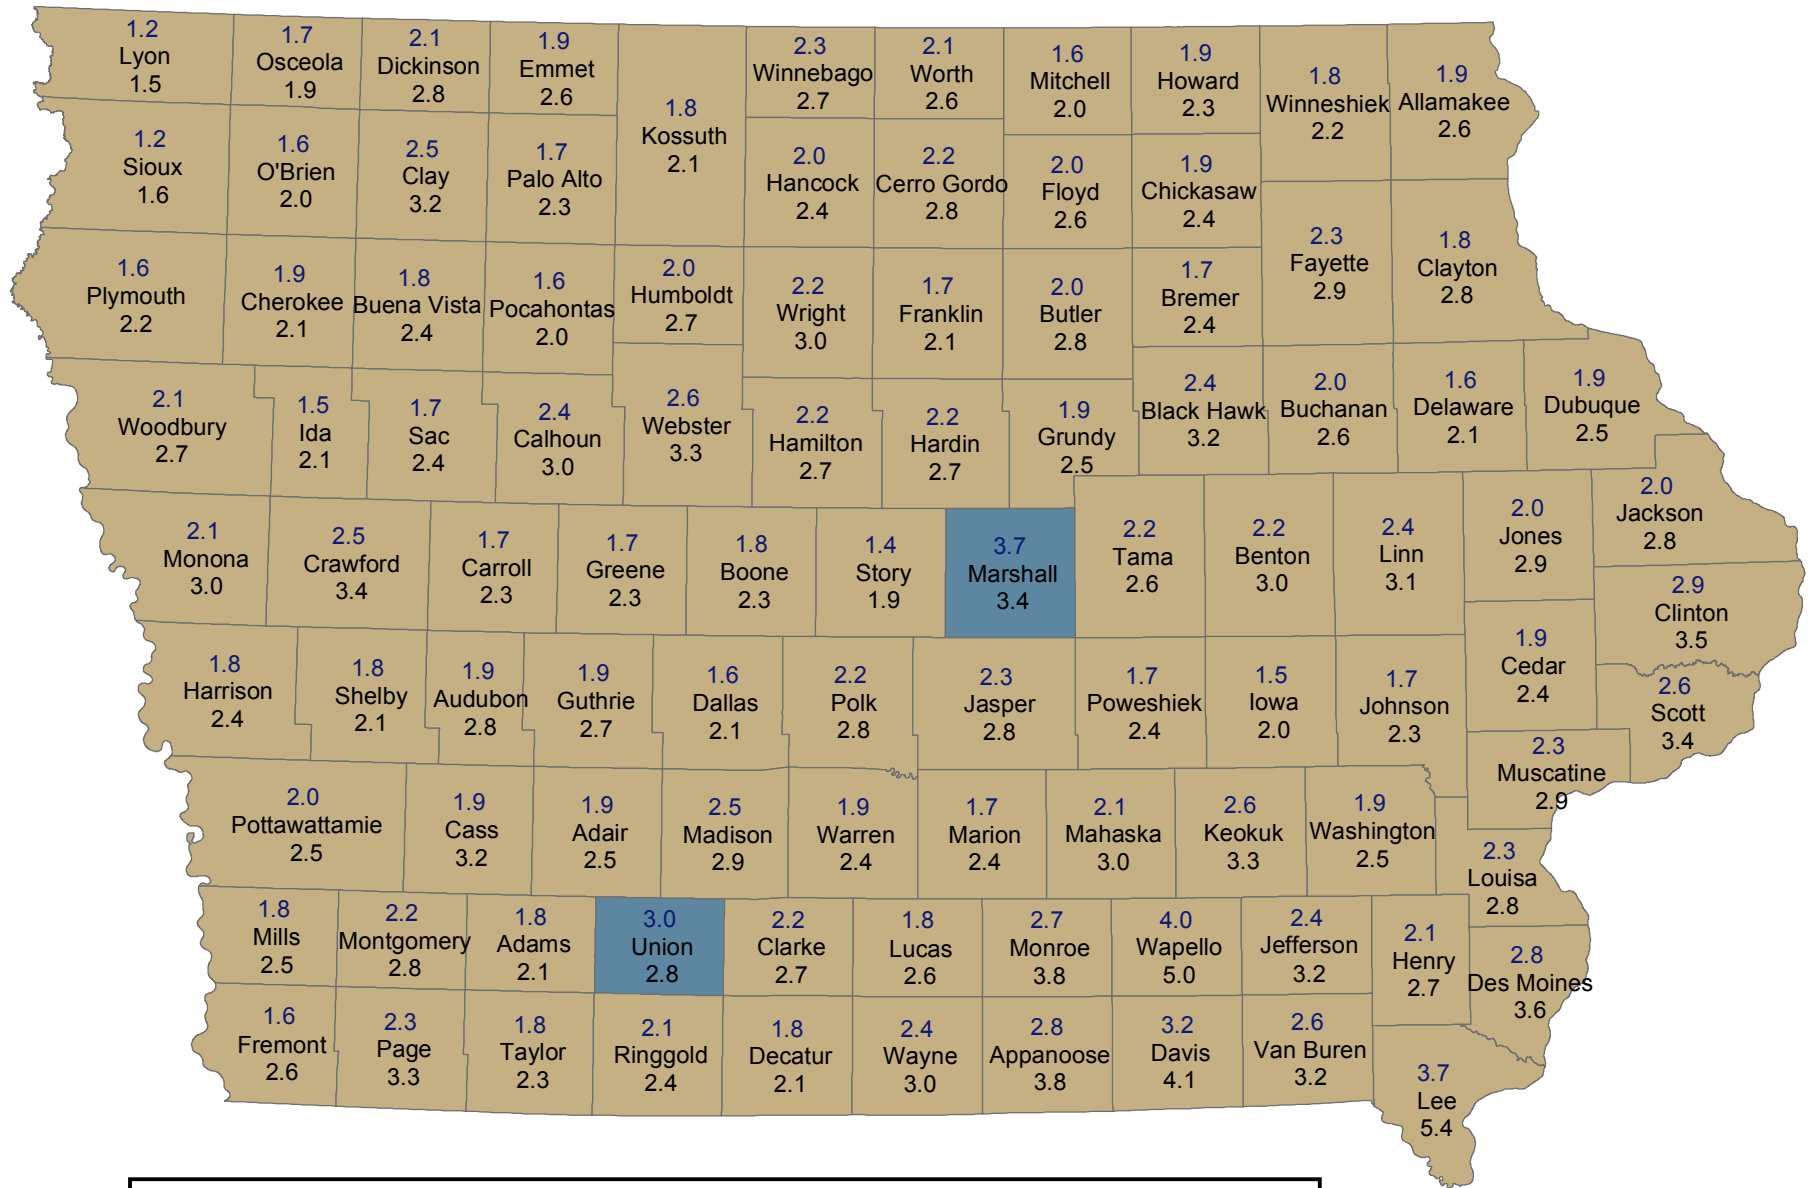 1.2
Lyon
1.5
1.7
Osceola
1.9
2.1
Dickinson
2.8
1.9
Emmet
2.6
1.8
Kossuth
2.1
2.3
Winnebago
2.7
2.1
Worth
2.6
1.6
Mitchell
2.0
1.9
Howard
2.3
1.8
Winneshiek
2.2
1.9
Allamakee
2.6
1.2
Sioux
1.6
1.6
O'Brien
2.0
2.5
Clay
3.2
1.7
Palo Alto
2.3
2.0
Hancock
2.4
2.2
Cerro Gordo
2.8
2.0
Floyd
2.6
1.9
Chickasaw
2.4
2.3
Fayette
2.9
1.8
Clayton
2.8
1.6
Plymouth
2.2
1.9
Cherokee
2.1
1.8
Buena Vista
2.4
1.6
Pocahontas
2.0
2.0
Humboldt
2.7
2.2
Wright
3.0
1.7
Franklin
2.1
2.0
Butler
2.8
1.7
Bremer
2.4
2.1
Woodbury
2.7
1.5
Ida
2.1
1.7
Sac
2.4
2.4
Calhoun
3.0
2.6
Webster
3.3
2.2
Hamilton
2.7
2.2
Hardin
2.7
1.9
Grundy
2.5
2.4
Black Hawk
3.2
2.0
Buchanan
2.6
1.6
Delaware
2.1
1.9
Dubuque
2.5
2.1
Monona
3.0
2.5
Crawford
3.4
1.7
Carroll
2.3
1.7
Greene
2.3
1.8
Boone
2.3
1.4
Story
1.9
3.7
Marshall
3.4
2.2
Tama
2.6
2.2
Benton
3.0
2.4
Linn
3.1
2.0
Jones
2.9
2.0
Jackson
2.8
2.9
Clinton
3.5
1.8
Harrison
2.4
1.8
Shelby
2.1
1.9
Audubon
2.8
1.9
Guthrie
2.7
1.6
Dallas
2.1
2.2
Polk
2.8
2.3
Jasper
2.8
1.7
Poweshiek
2.4
1.5
Iowa
2.0
1.7
Johnson
2.3
1.9
Cedar
2.4
2.6
Scott
3.4
2.3
Muscatine
2.9
2.0
Pottawattamie
2.5
1.9
Cass
3.2
1.9
Adair
2.5
2.5
Madison
2.9
1.9
Warren
2.4
1.7
Marion
2.4
2.1
Mahaska
3.0
2.6
Keokuk
3.3
1.9
Washington
2.5
2.3
Louisa
2.8
1.8
Mills
2.5
2.2
Montgomery
2.8
1.8
Adams
2.1
3.0
Union
2.8
2.2
Clarke
2.7
1.8
Lucas
2.6
2.7
Monroe
3.8
4.0
Wapello
5.0
2.4
Jefferson
3.2
2.1
Henry
2.7
2.8
Des Moines
3.6
1.6
Fremont
2.6
2.3
Page
3.3
1.8
Taylor
2.3
2.1
Ringgold
2.4
1.8
Decatur
2.1
2.4
Wayne
3.0
2.8
Appanoose
3.8
3.2
Davis
4.1
2.6
Van Buren
3.2
3.7
Lee
5.4